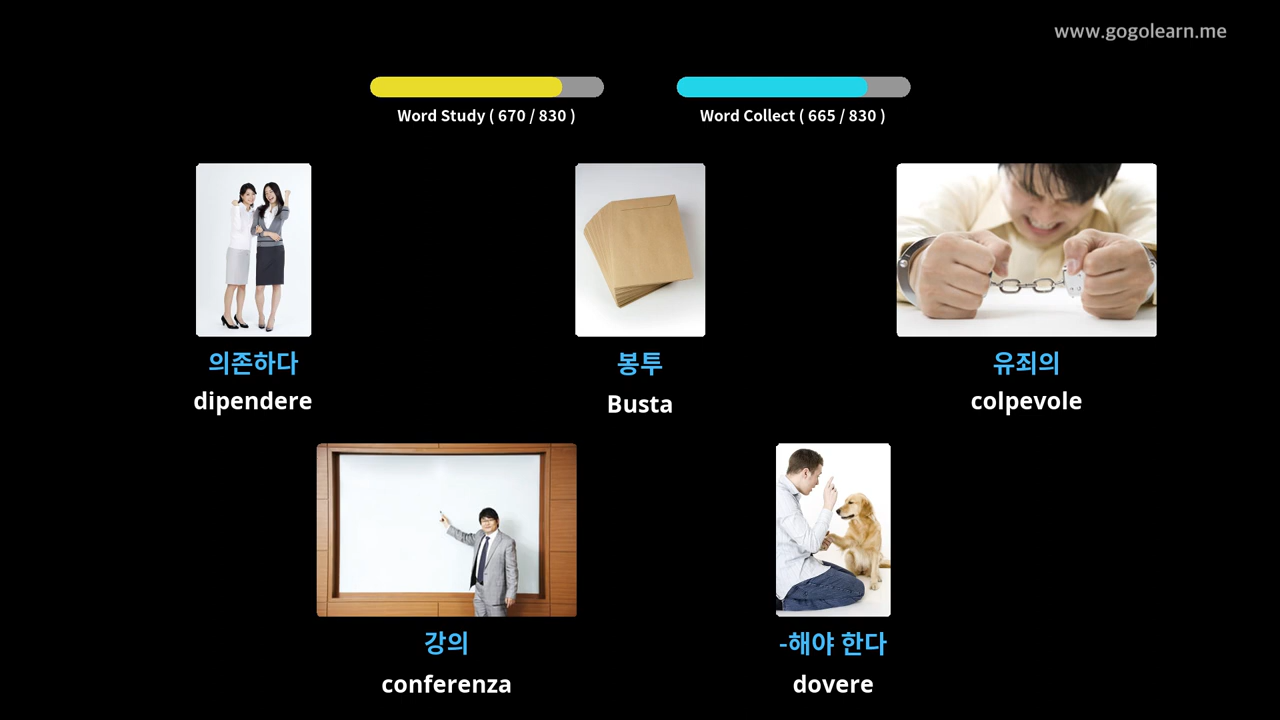 www.gogolearn.me
Word Study ( 670 / 830 )
Word Collect ( 665 / 830 )
의존하다
dipendere
봉투
Busta
유죄의
colpevole
강의
conferenza
-해야 한다
dovere